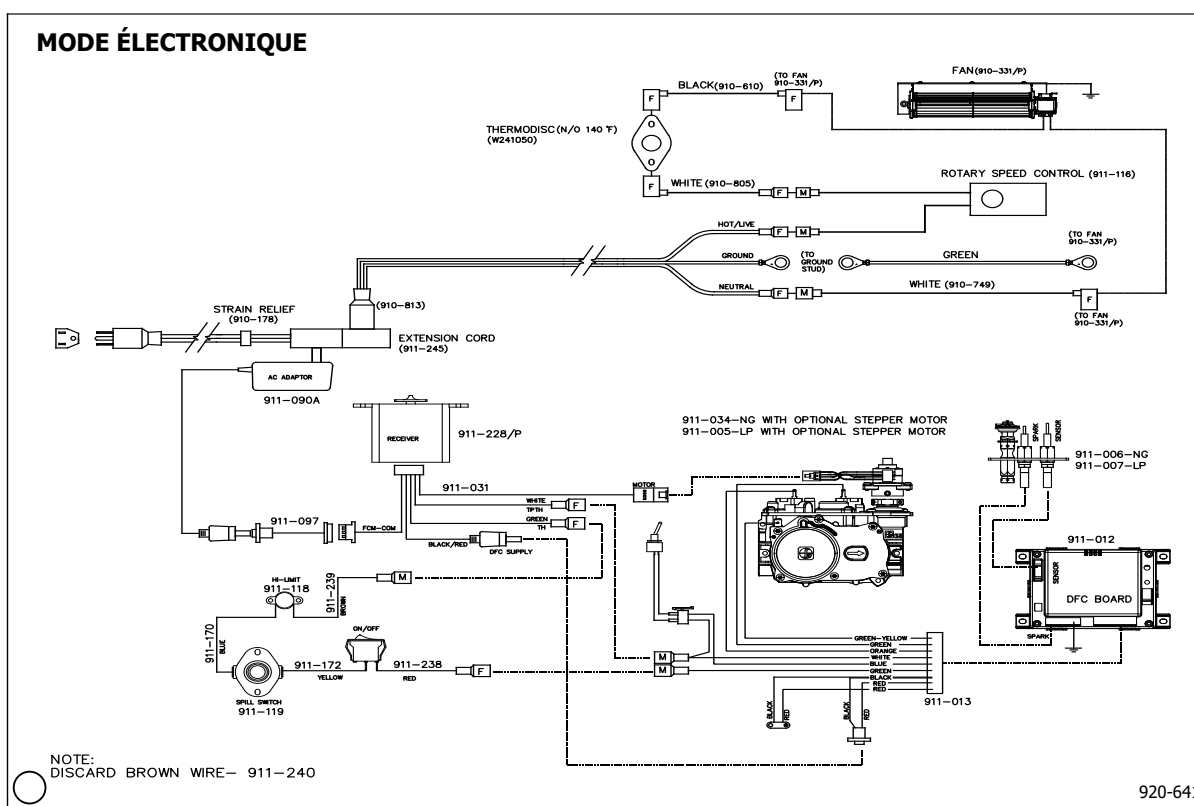 MODE ÉLECTRONIQUE
FAN(910-331/P)
BLACK(910-610)
(TO FAN
910-331/P)
F
F
THERMODISC(N/O 140 °F)
(W241050)
F
WHITE(910-805)
F
M
ROTARY SPEED CONTROL (911-116)
HOT/LIVE
F
M
GROUND
(TO
GROUND
STUD)
GREEN
(TO FAN
910-331/P)
NEUTRAL
F
M
WHITE (910-749)
F
(TO FAN
910-331/P)
STRAIN RELIEF
(910-178)
(910-813)
EXTENSION CORD
(911-245)
AC ADAPTOR
911-090A
RECEIVER
911-228/P
911-034-NG WITH OPTIONAL STEPPER MOTOR
911-005-LP WITH OPTIONAL STEPPER MOTOR
SPARK
SENSOR
911-006-NG
911-007-LP
911-031
MOTOR
WHITE
TPTH
F
GREEN
TH
F
911-097
FCM-COM
BLACK/RED
DFC SUPPLY
911-012
SENSOR
DFC BOARD
SPARK
HI-LIMIT
911-118
911-239
BROWN
M
911-170
BLUE
ON/OFF
911-172
YELLOW
911-238
RED
F
M
M
SPILL SWITCH
911-119
GREEN-YELLOW
GREEN
ORANGE
WHITE
BLUE
GREEN
BLACK
RED
RED
911-013
BLACK
RED
BLACK
RED
NOTE:
DISCARD BROWN WIRE- 911-240
920-641